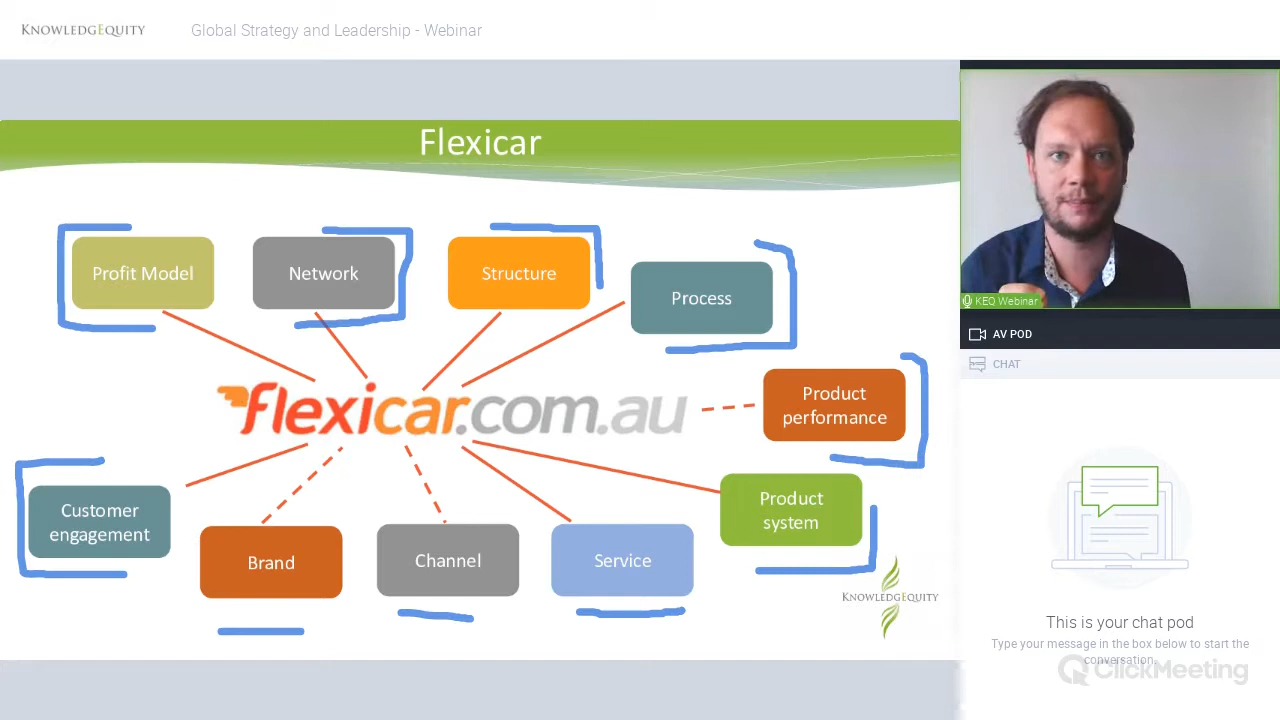 KNOWLEDGEQUITY
Global Strategy and Leadership - Webinar
Flexicar
Profit Model
Network
Structure
Process
Product
performance
flexicar.com.au
Customer
engagement
Brand
Channel
Service
Product
system
KNOWLEDGEQUITY
KEQ Webinar
AV POD
CHAT
This is your chat pod
Type your message in the box below to start the
conversation.
ClickMeeting